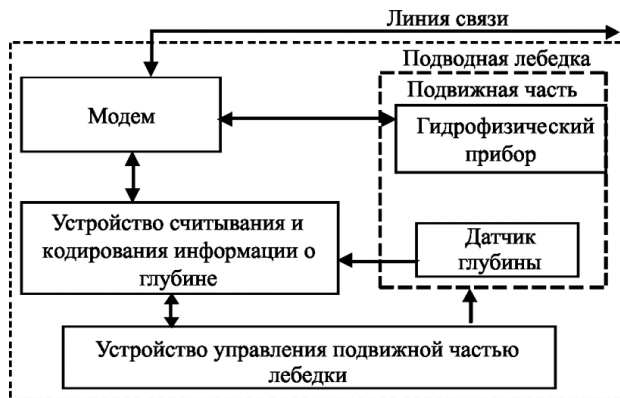 Линия связи
Подводная лебедка
Подвижная часть
Модем
Гидрофизический
прибор
Устройство считывания и
кодирования информации о
глубине
Датчик
глубины
Устройство управления подвижной частью
лебедки